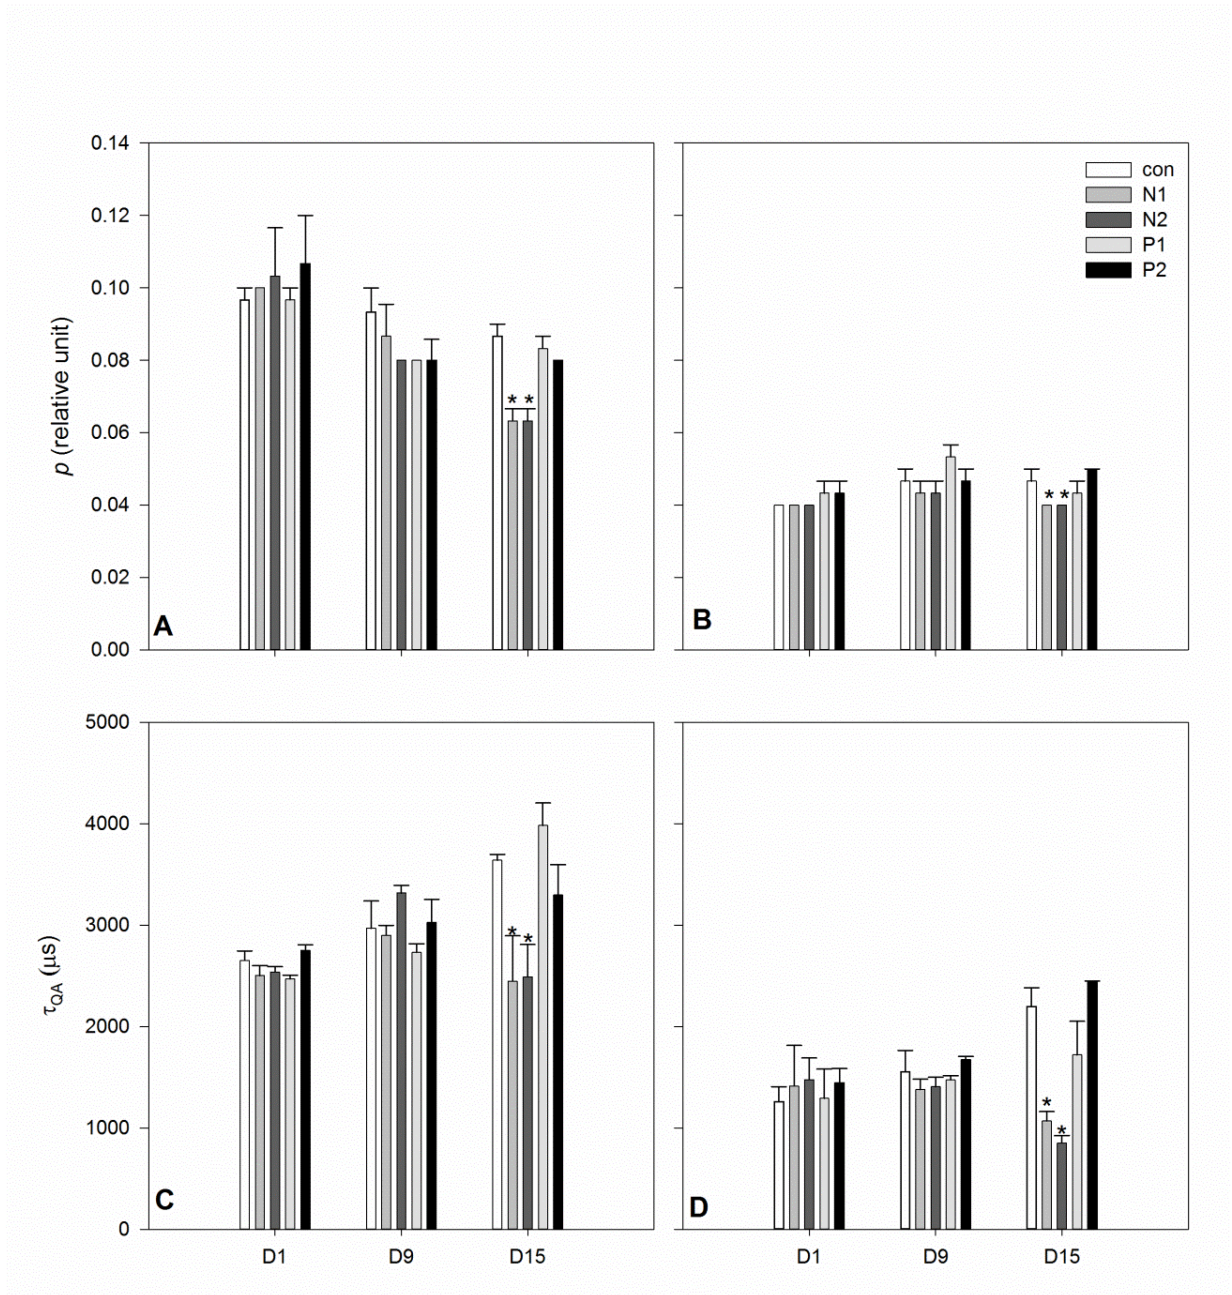 0.14
0.12
0.10
0.08
0.06
0.04
0.02
0.00
p (relative unit)
* *
A
con
N1
N2
P1
P2
* *
B
5000
4000
3000
2000
1000
0
τQA (μs)
* *
C
D1
D9
D15
*
*
D
D1
D9
D15